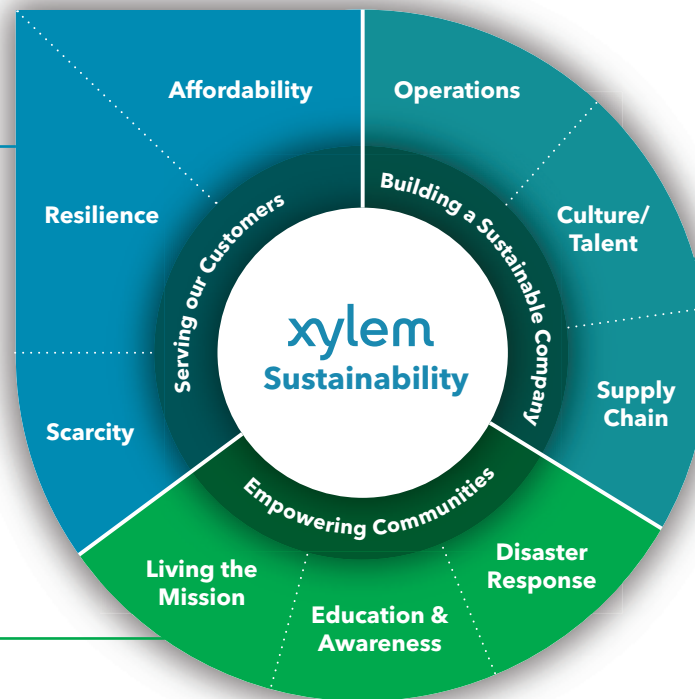 Affordability
Operations
Resilience
Culture/
Talent
Scarcity
Supply
Chain
Serving our Customers
Building a Sustainable Company
xylem
Sustainability
Empowering Communities
Living the
Mission
Education &
Awareness
Disaster
Response